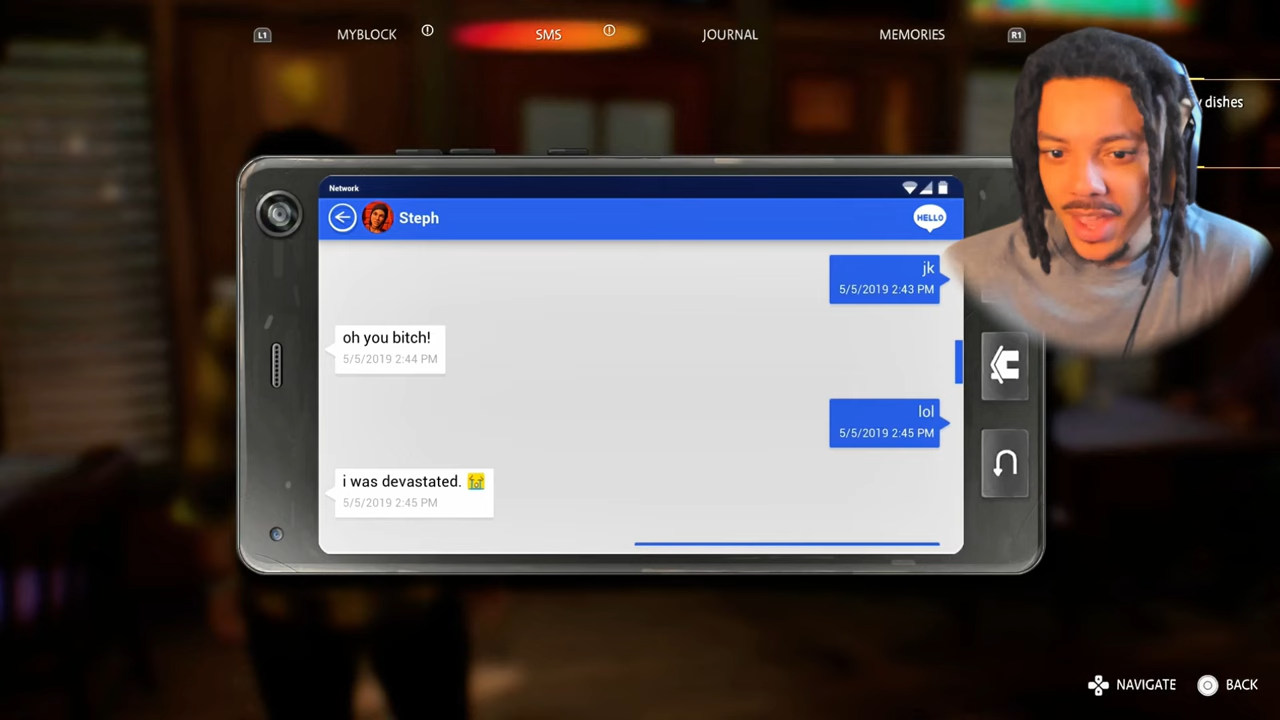 L1 MYBLOCK SMS JOURNAL MEMORIES R1
dishes
Network
Steph
HELLO
jk
5/5/2019 2:43 PM
oh you bitch!
5/5/2019 2:44 PM
lol
5/5/2019 2:45 PM
i was devastated.
5/5/2019 2:45 PM
NAVIGATE BACK